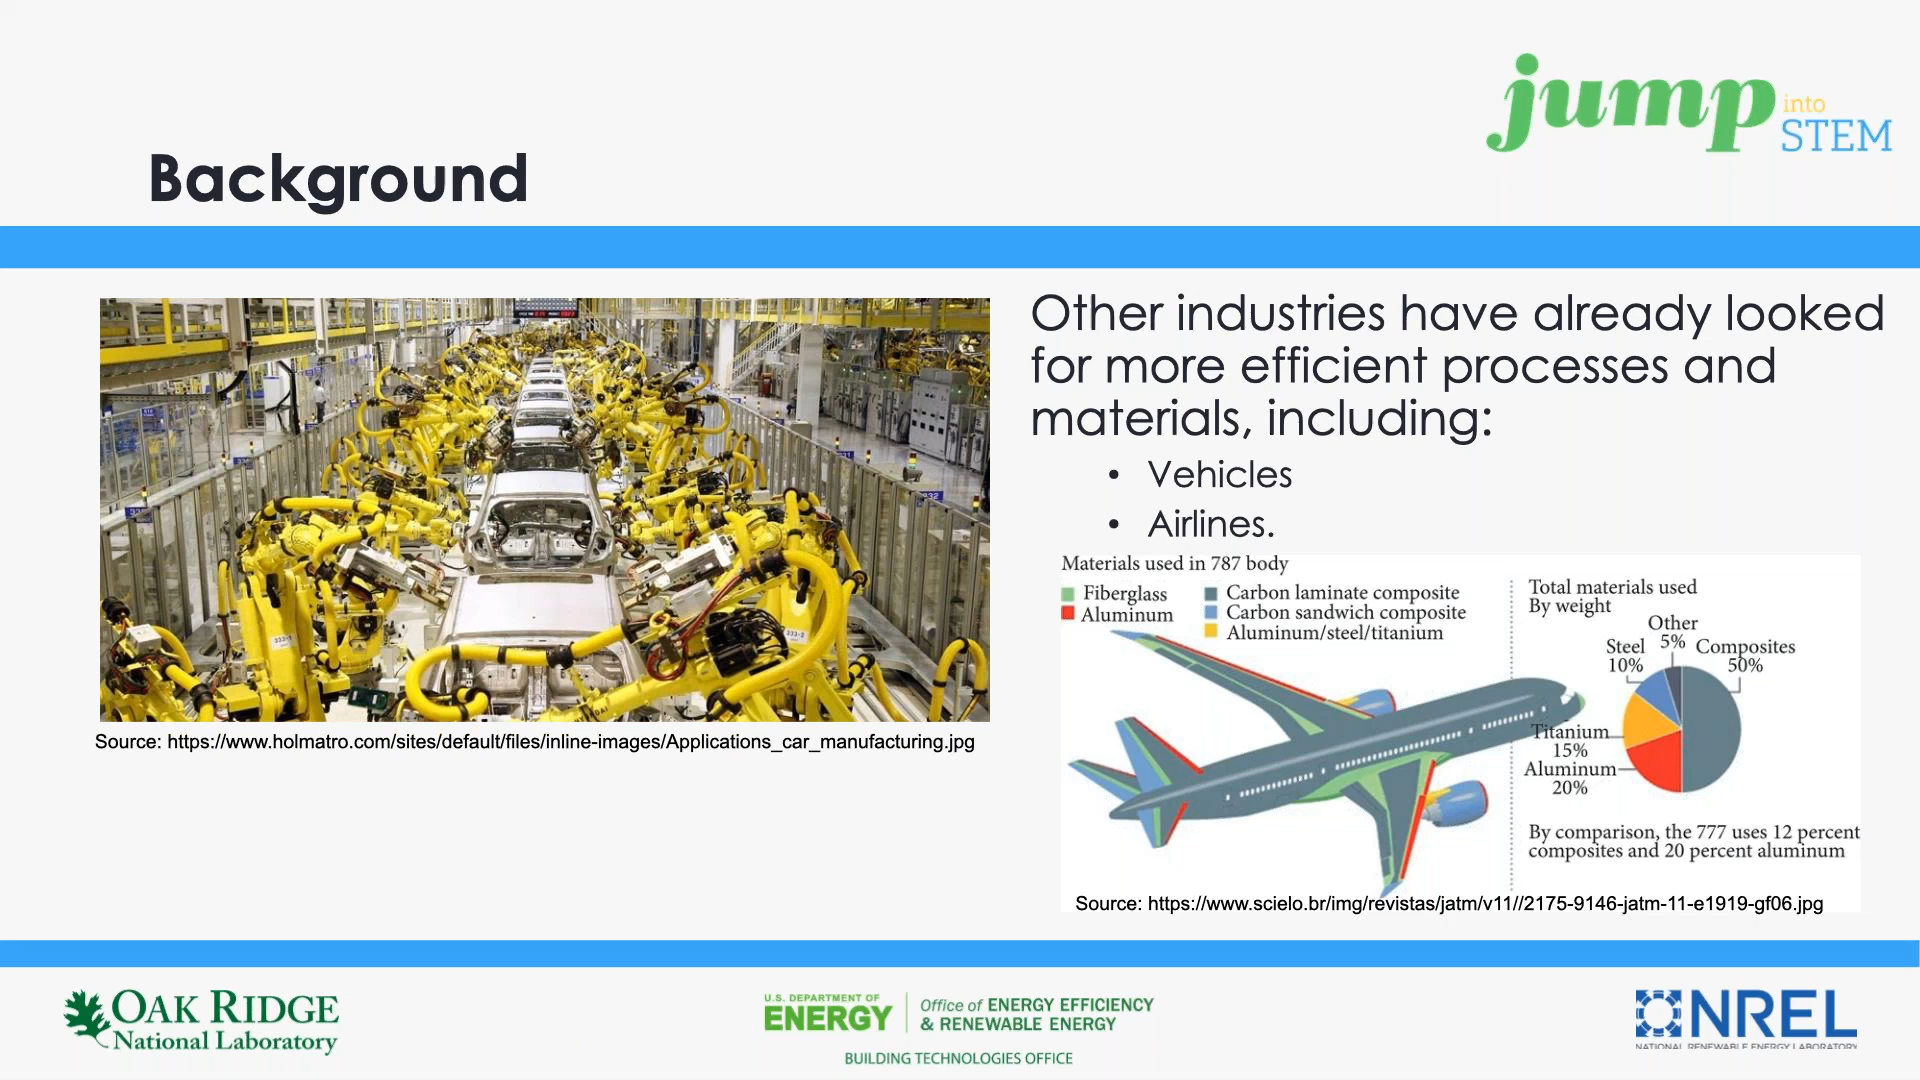 jump into STEM
Background
Other industries have already looked
for more efficient processes and
materials, including:
• Vehicles
• Airlines.
333-1
333-2
HYUNDAI
Source: https://www.holmatro.com/sites/default/files/inline-images/Applications_car_manufacturing.jpg
Materials used in 787 body
Fiberglass
Aluminum
Carbon laminate composite
Carbon sandwich composite
Aluminum/steel/titanium
Total materials used
By weight
Other
5%
Steel
10%
Composites
50%
Titanium
15%
Aluminum
20%
By comparison, the 777 uses 12 percent
composites and 20 percent aluminum
Source: https://www.scielo.br/img/revistas/jatm/v11//2175-9146-jatm-11-e1919-gf06.jpg
OAK RIDGE
National Laboratory
U.S. DEPARTMENT OF
ENERGY
Office of ENERGY EFFICIENCY
& RENEWABLE ENERGY
BUILDING TECHNOLOGIES OFFICE
NREL
NATIONAL RENEWABLE ENERGY LABORATORY